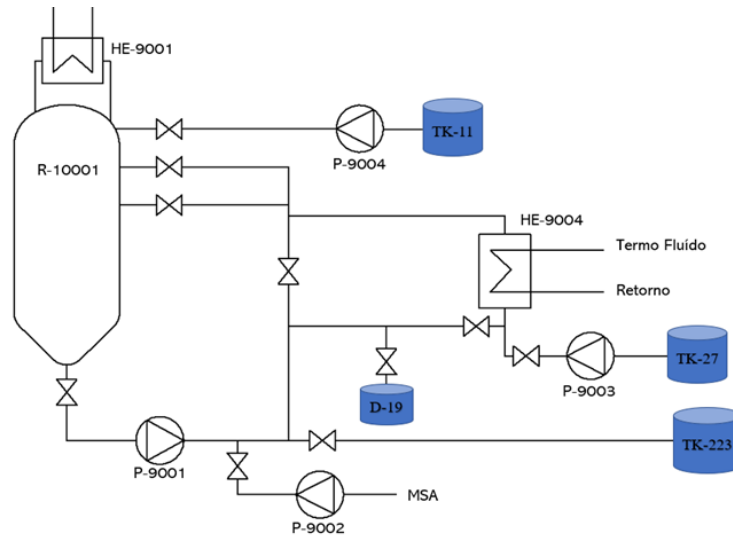 HE-9001
TK-11
P-9004
R-10001
HE-9004
Termo Fluído
Retorno
TK-27
D-19
P-9003
TK-223
P-9001
MSA
P-9002